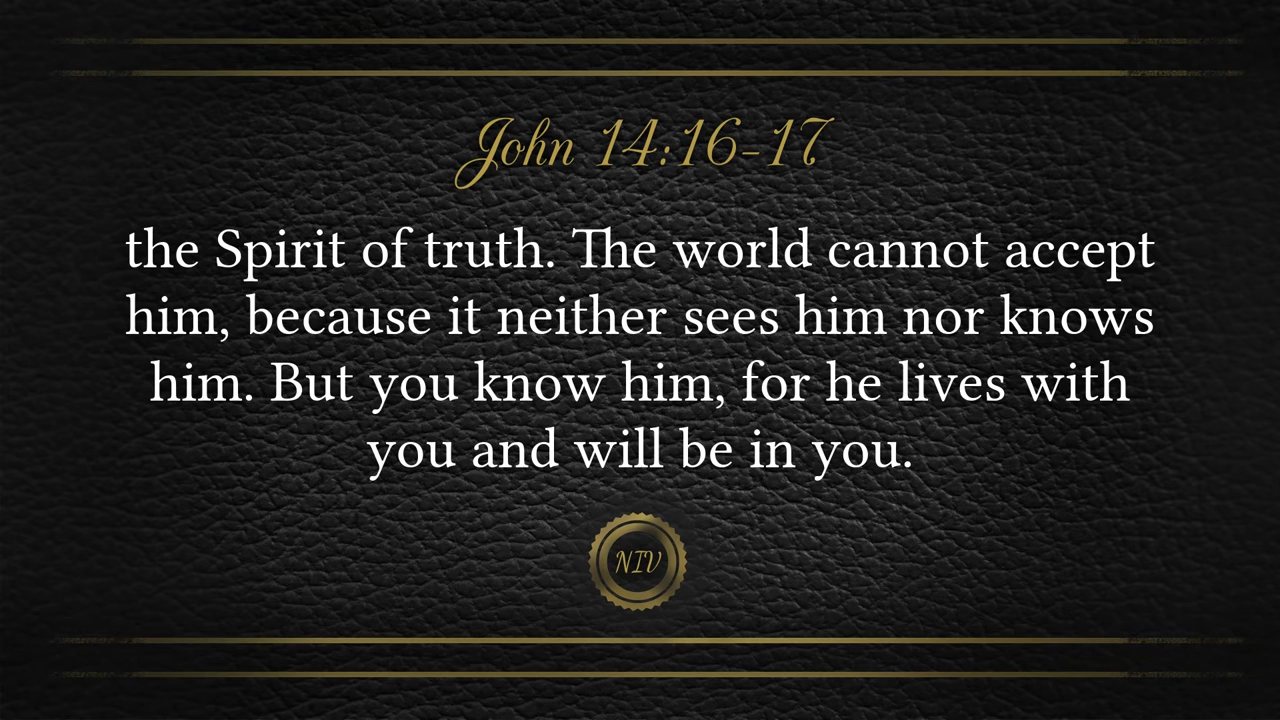 John 14:16-17
the Spirit of truth. The world cannot accept
him, because it neither sees him nor knows
him. But you know him, for he lives with
you and will be in you.
NIV